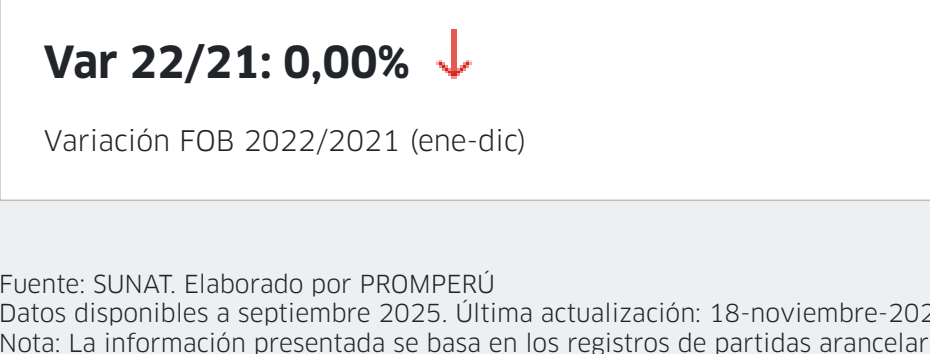 Var 22/21: 0,00%
Variación FOB 2022/2021 (ene-dic)
Fuente: SUNAT. Elaborado por PROMPERÚ
Datos disponibles a septiembre 2025. Última actualización: 18-noviembre-202
Nota: La información presentada se basa en los registros de partidas arancelar